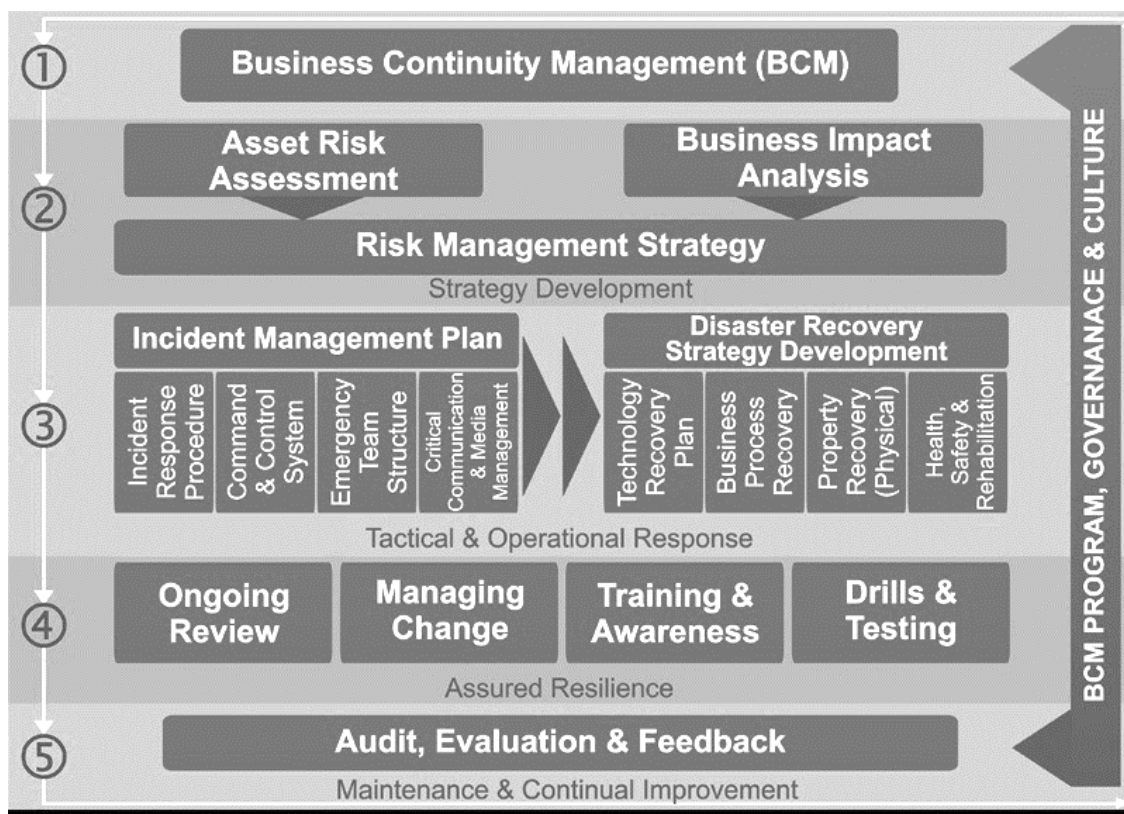 ①
Business Continuity Management (BCM)
②
Asset Risk
Assessment
Business Impact
Analysis
Risk Management Strategy
Strategy Development
③
Incident Management Plan
Incident
Response
Procedure
Command
& Control
System
Emergency
Team
Structure
Critical
Communication
& Media
Management
Disaster Recovery
Strategy Development
Technology
Recovery
Plan
Business
Process
Recovery
Property
Recovery
(Physical)
Health,
Safety &
Rehabilitation
Tactical & Operational Response
④
Ongoing
Review
Managing
Change
Training &
Awareness
Drills &
Testing
Assured Resilience
⑤
Audit, Evaluation & Feedback
Maintenance & Continual Improvement
BCM PROGRAM, GOVERNANACE & CULTURE